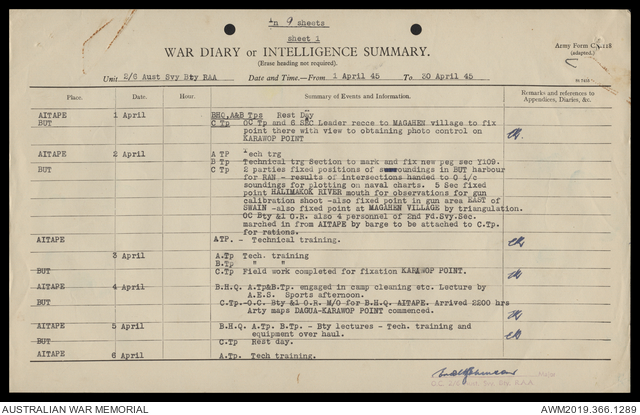 in 9 sheets
sheet 1
WAR DIARY or INTELLIGENCE SUMMARY.
(Erase heading not required).
Army Form C.2118
(adapted.)
Unit 2/6 Aust Svy Bty RAA Date and Time.—From 1 April 45 To 20 April 45
Place. Date. Hour. Summary of Events and Information. Remarks and references to
Appendices, Diaries, &c.
AITAPE 1 April BHQ,A&B Tps Rest Day
BUT C Tp OC Tp and 6 SEC Leader recce to MAGAHEN village to fix
point there with view to obtaining photo control on
KARAWOP POINT
AITAPE 2 April A TP Tech trg
B Tp Technical trg Section to mark and fix new peg sec Y109.
BUT C Tp 2 parties fixed positions of soundings in BUT harbour
for RAN - results of intersections handed to O i/c
soundings for plotting on naval charts. 5 Sec fixed
point HALIMAKOK RIVER mouth for observations for gun
calibration shoot -also fixed point in gun area EAST of
SWAIN -also fixed point at MAGAHEN VILLAGE by triangulation.
OC Bty &1 O.R. also 4 personnel of 2nd Fd.Svy.Sec.
marched in from AITAPE by barge to be attached to C.Tp.
for rations.
AITAPE ATP. - Technical training.
3 April A.Tp Tech. training
B.Tp " "
BUT C.Tp Field work completed for fixation KARAWOP POINT.
AITAPE 4 April B.H.Q. A.Tp&B.Tp. engaged in camp cleaning etc. Lecture by
A.E.S. Sports afternoon.
BUT C.Tp.-O.C. Bty &1 O.R. M/O for B.H.Q. AITAPE. Arrived 2200 hrs
Arty maps DAGUA-KARAWOP POINT commenced.
AITAPE 5 April B.H.Q. A.Tp. B.Tp. - Bty lectures - Tech. training and
equipment over haul.
BUT C.Tp Rest day.
AITAPE 6 April A.Tp. Tech training.
O.C. 2/6 Aust. Svy. Bty. R.A.A.
AUSTRALIAN WAR MEMORIAL AWM2019.366.1289